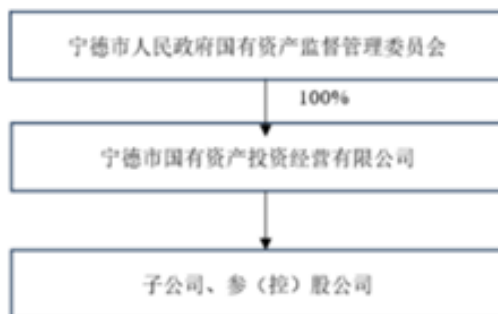 宁德市人民政府国有资产监督管理委员会
100%
宁德市国有资产投资经营有限公司
子公司、参（控）股公司